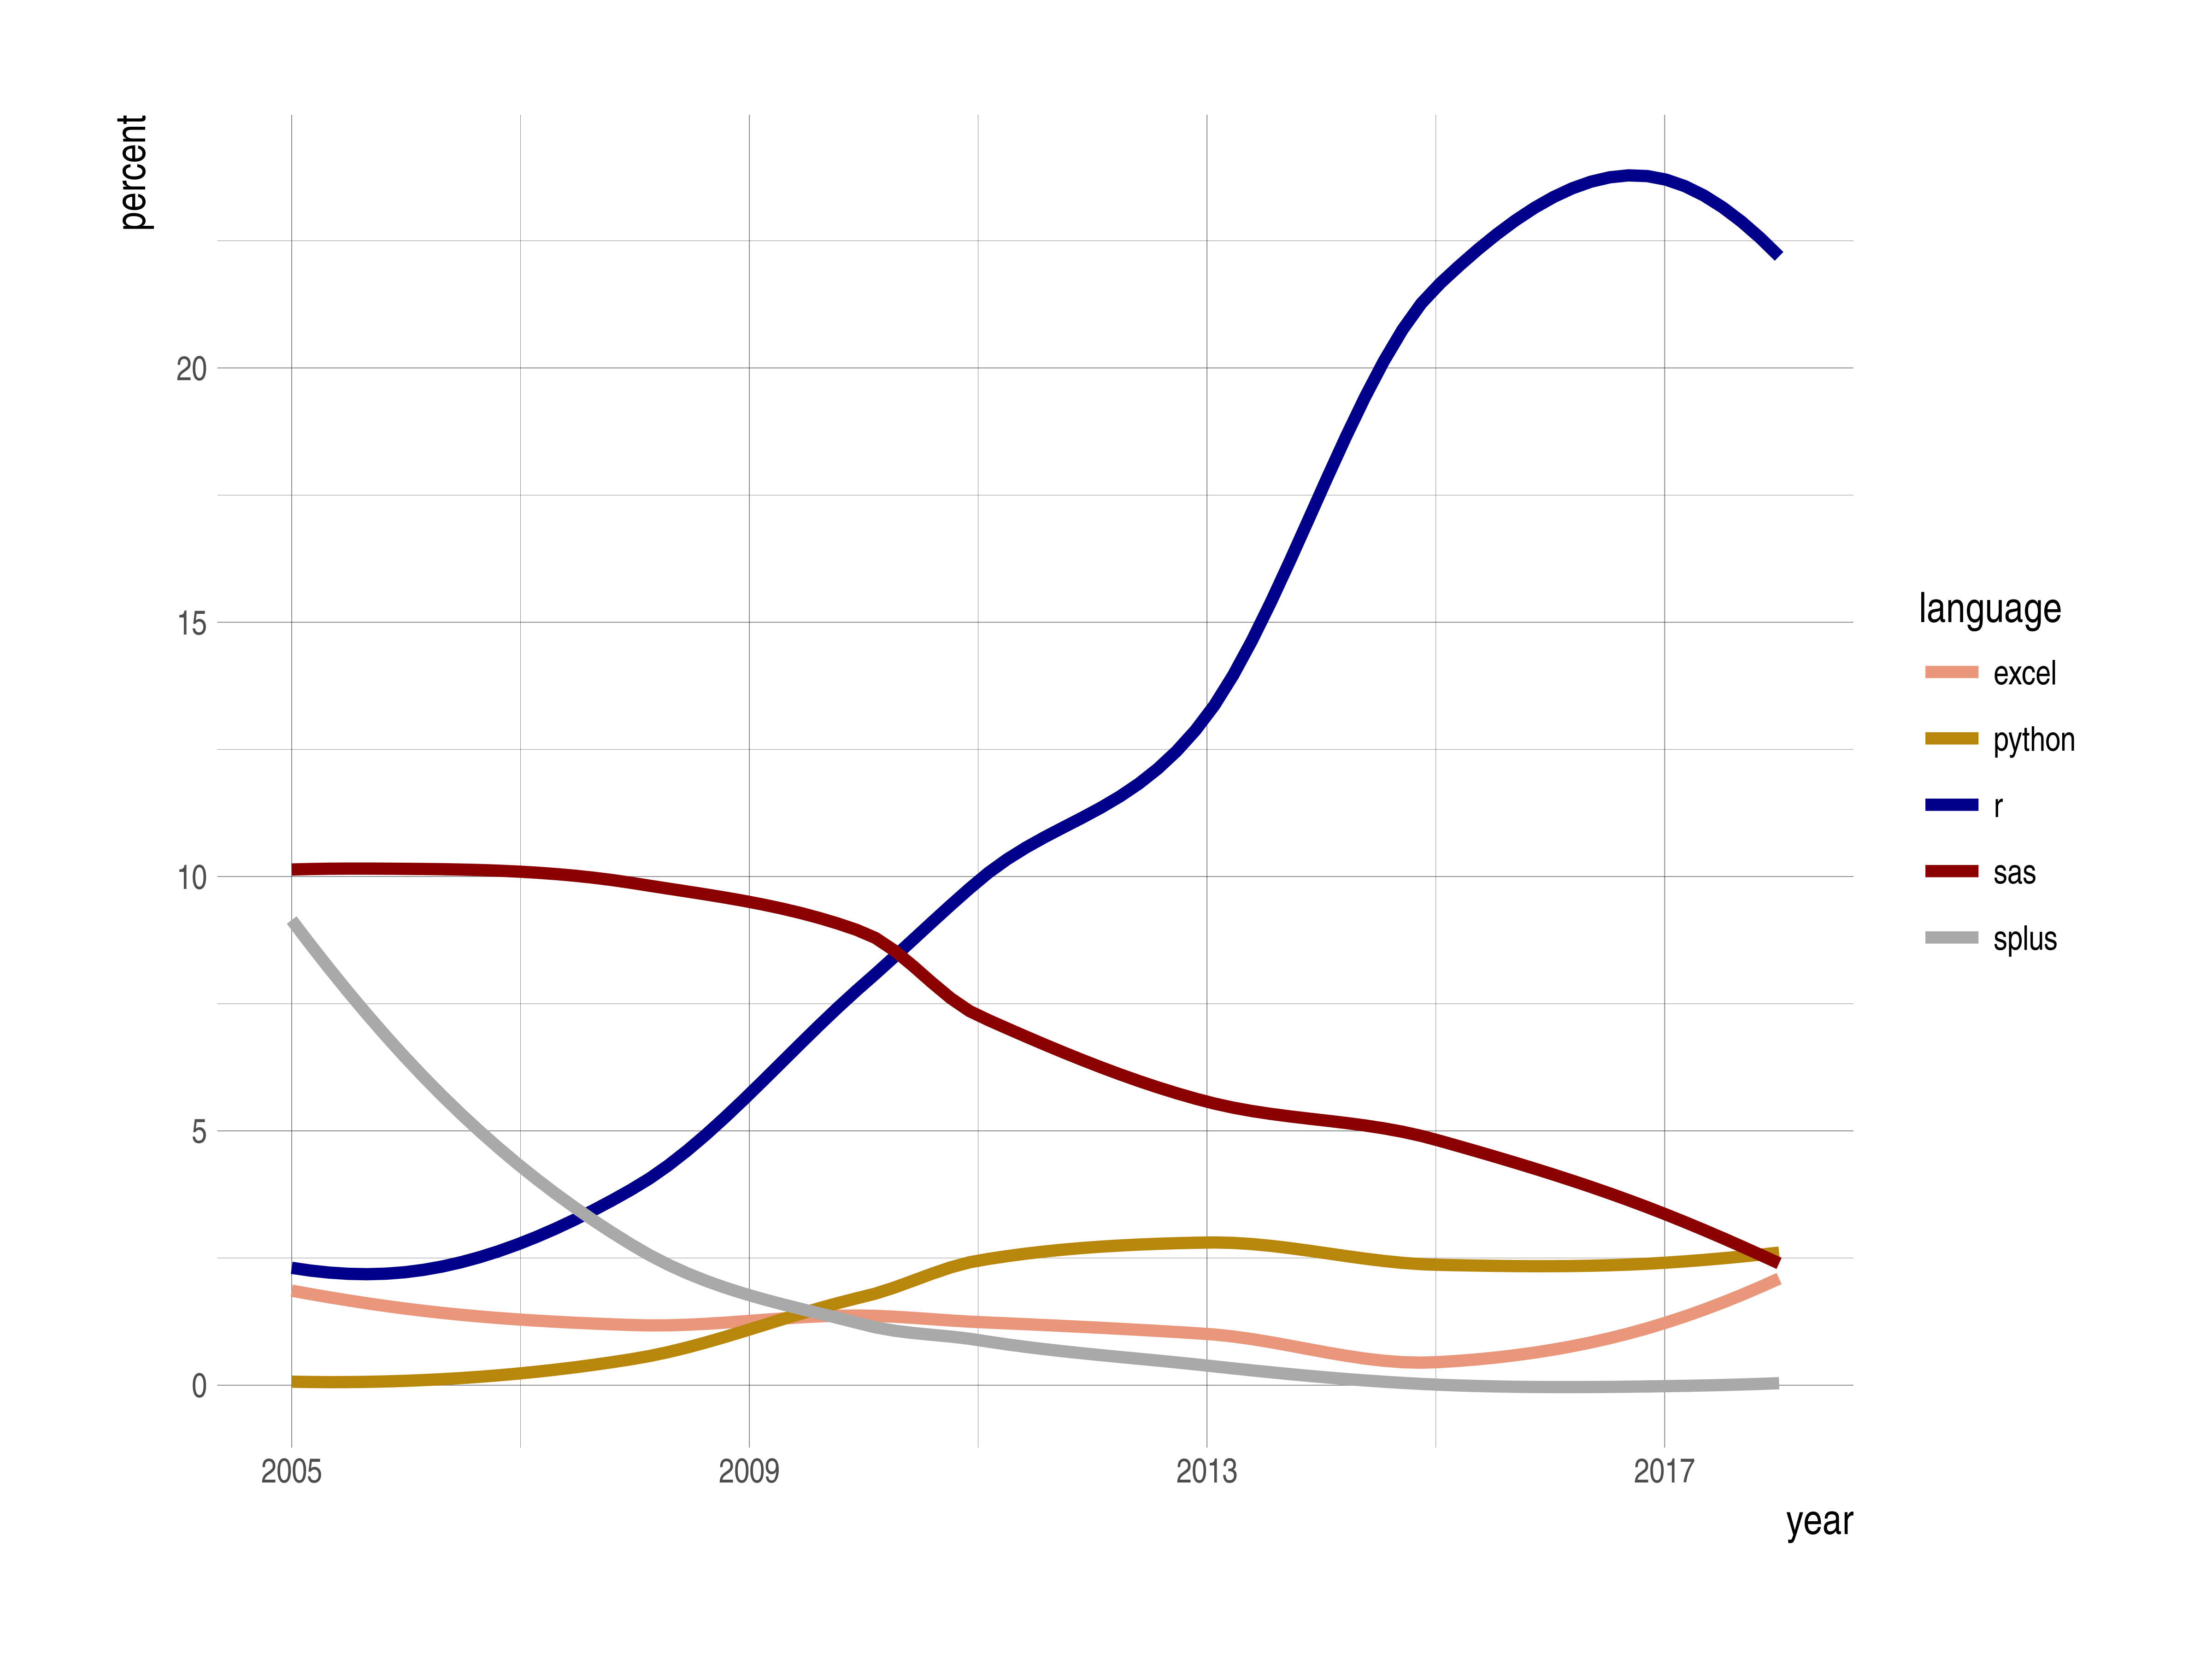 percent
20
15
10
5
0
2005 2009 2013 2017
year
language
excel
python
r
sas
splus